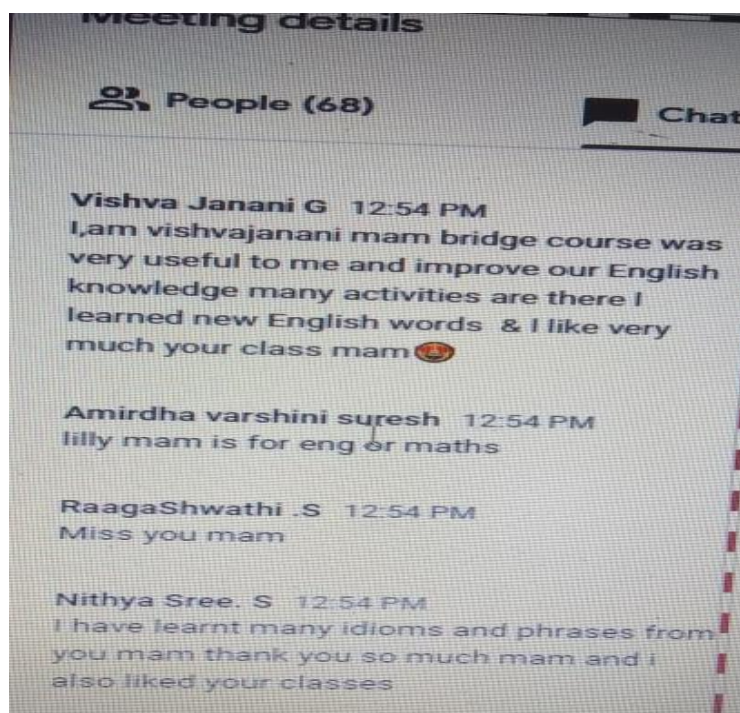 Meeting details
People (68)
Chat
Vishva Janani G 12:54 PM
I,am vishvajanani mam bridge course was
very useful to me and improve our English
knowledge many activities are there I
learned new English words & I like very
much your class mam
Amirdha varshini suresh 12:54 PM
lilly mam is for eng or maths
RaagaShwathi .S 12:54 PM
Miss you mam
Nithya Sree. S 12:54 PM
I have learnt many idioms and phrases from
you mam thank you so much mam and i
also liked your classes